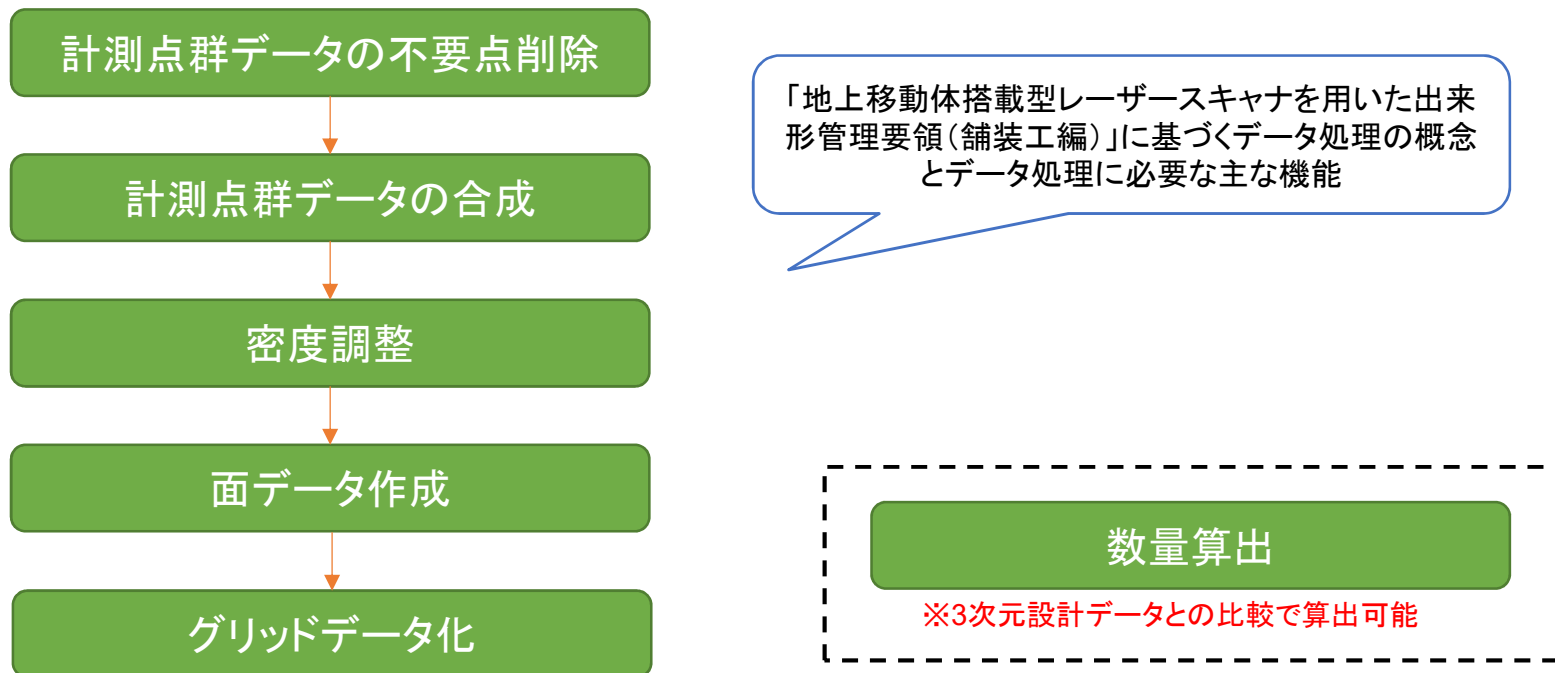 計測点群データの不要点削除
計測点群データの合成
密度調整
面データ作成
グリッドデータ化
「地上移動体搭載型レーザースキャナを用いた出来
形管理要領（舗装工編）」に基づくデータ処理の概念
とデータ処理に必要な主な機能
数量算出
※3次元設計データとの比較で算出可能